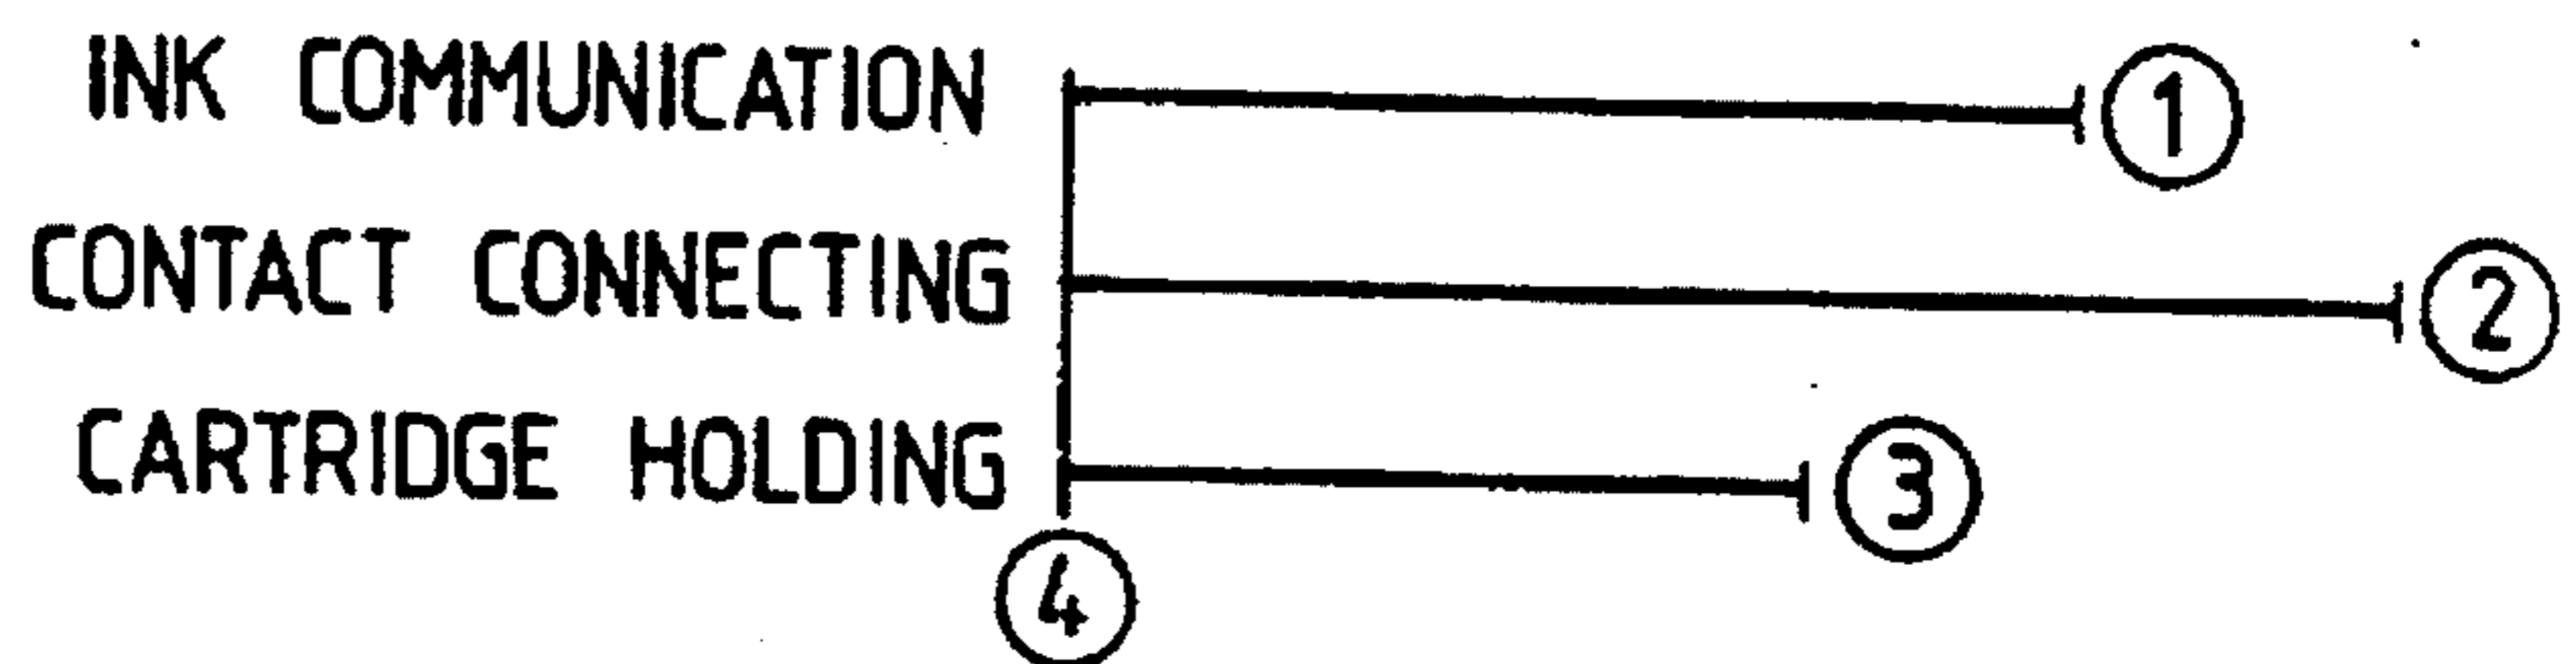 INK COMMUNICATION ①
CONTACT CONNECTING ②
CARTRIDGE HOLDING ③
④